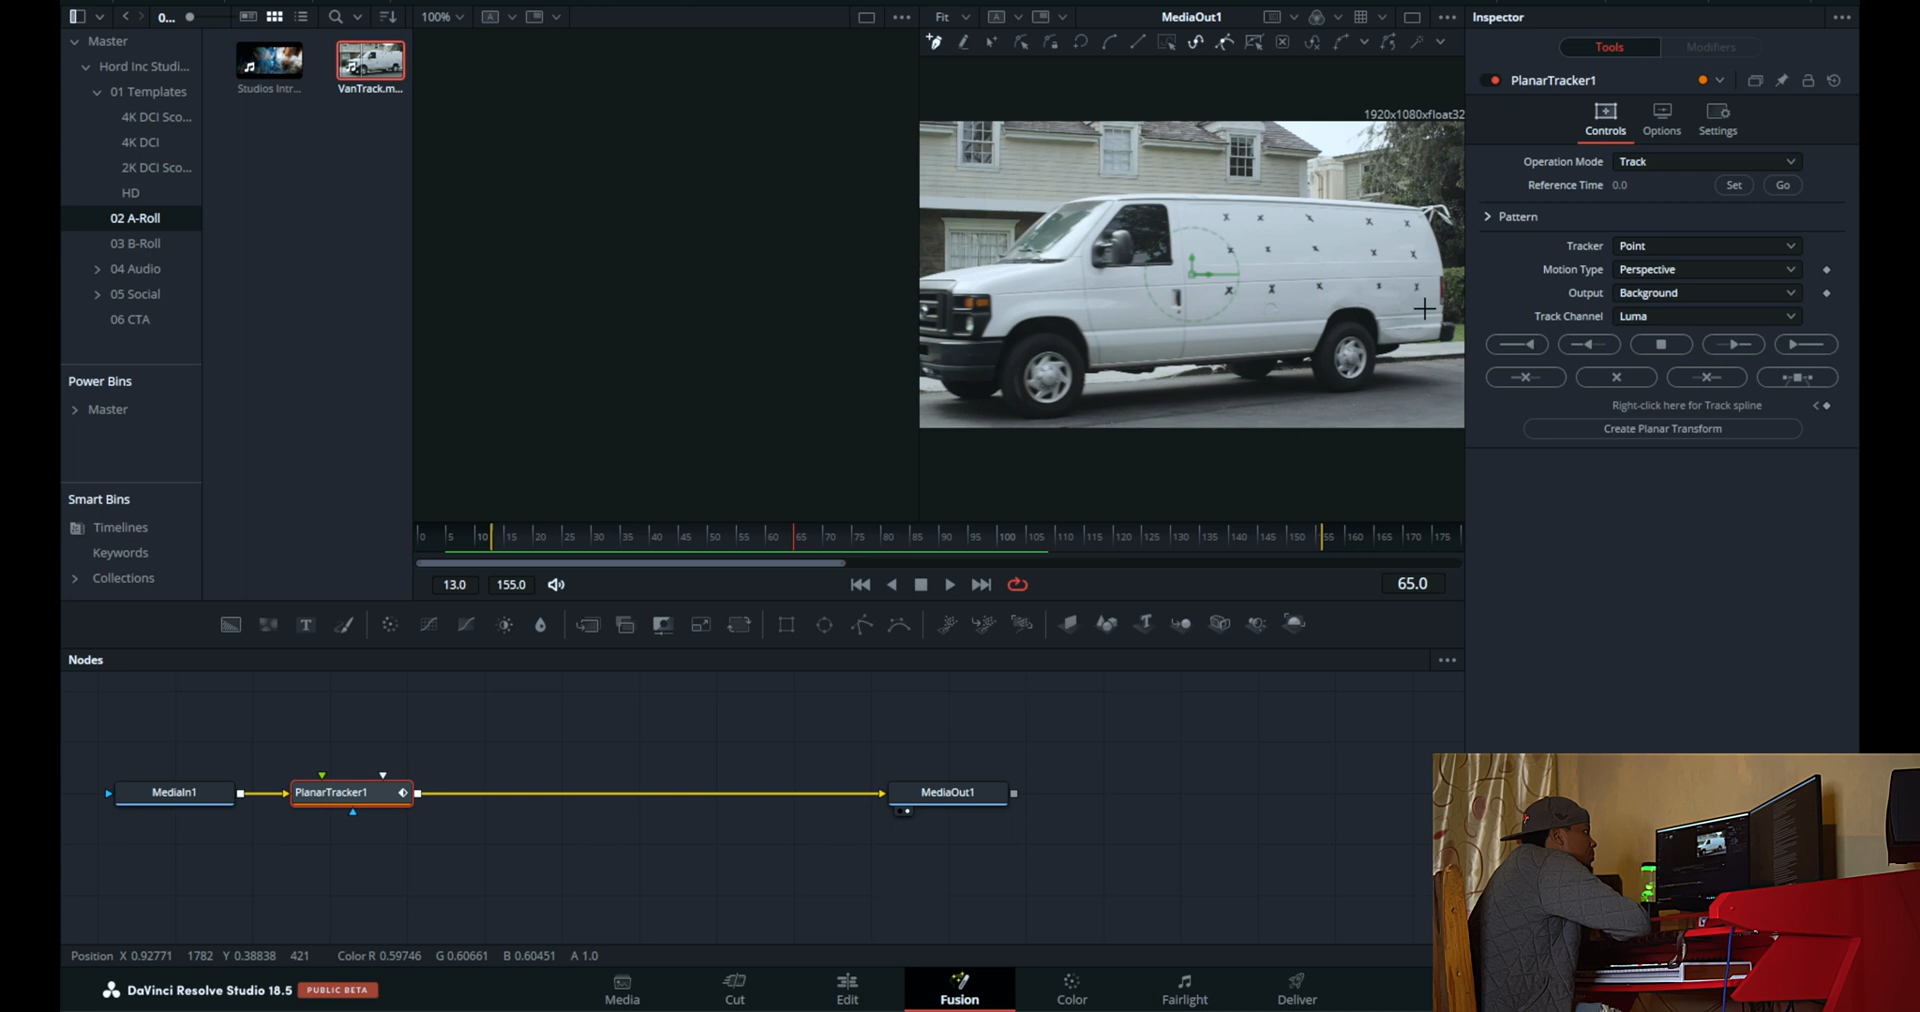 0...
100%
Fit
MediaOut1
Inspector
Master
Hord Inc Studi...
01 Templates
4K DCI Sco...
4K DCI
2K DCI Sco...
HD
02 A-Roll
03 B-Roll
04 Audio
05 Social
06 CTA
Power Bins
Master
Smart Bins
Timelines
Keywords
Collections
Studios Intr...
VanTrack.m...
1920x1080xfloat32
Tools
Modifiers
PlanarTracker1
Controls
Options
Settings
Operation Mode Track
Reference Time 0.0 Set Go
Pattern
Tracker Point
Motion Type Perspective
Output Background
Track Channel Luma
Right-click here for Track spline
Create Planar Transform
0 5 10 15 20 25 30 35 40 45 50 55 60 65 70 75 80 85 90 95 100 105 110 115 120 125 130 135 140 145 150 155 160 165 170 175
13.0 155.0 65.0
Nodes
MediaIn1
PlanarTracker1
MediaOut1
Position X 0.92771 1782 Y 0.38838 421 Color R 0.59746 G 0.60661 B 0.60451 A 1.0
DaVinci Resolve Studio 18.5 PUBLIC BETA
Media
Cut
Edit
Fusion
Color
Fairlight
Deliver